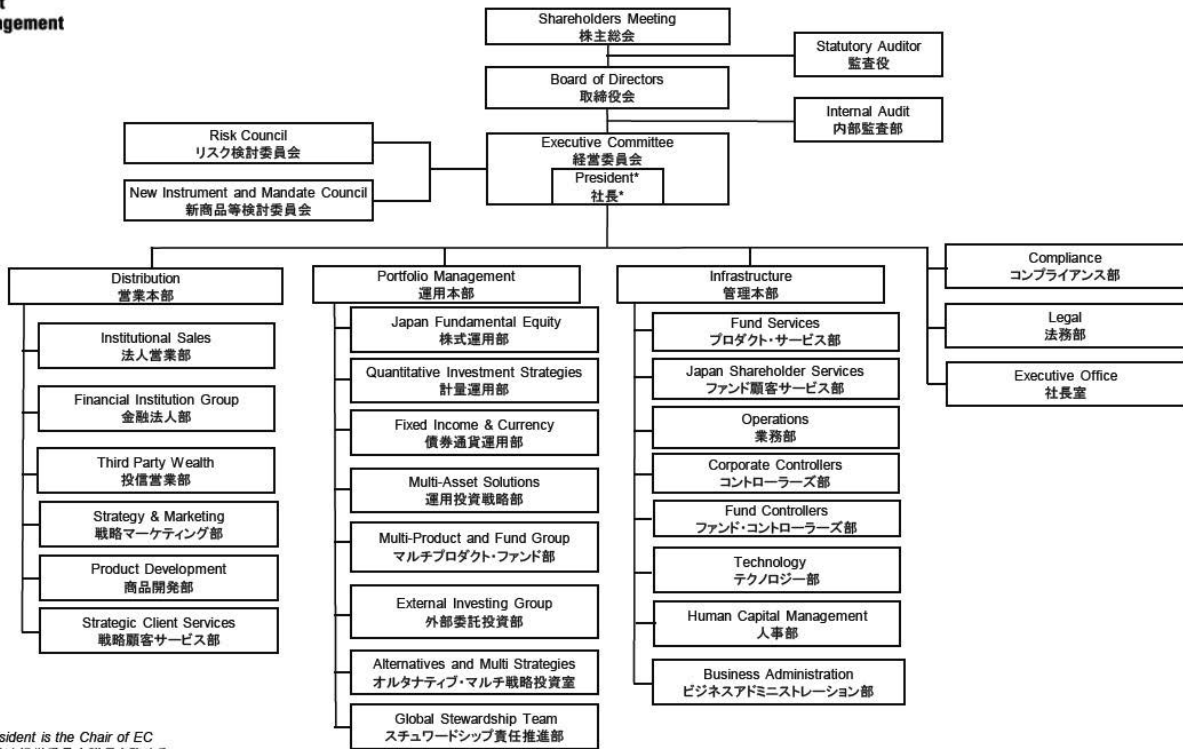 Shareholders Meeting
株主総会
Statutory Auditor
監査役
Board of Directors
取締役会
Internal Audit
内部監査部
Risk Council
リスク検討委員会
Executive Committee
経営委員会
President*
社長*
New Instrument and Mandate Council
新商品等検討委員会
Distribution
営業本部
Institutional Sales
法人営業部
Financial Institution Group
金融法人部
Third Party Wealth
投信営業部
Strategy & Marketing
戦略マーケティング部
Product Development
商品開発部
Strategic Client Services
戦略顧客サービス部
Portfolio Management
運用本部
Japan Fundamental Equity
株式運用部
Quantitative Investment Strategies
計量運用部
Fixed Income & Currency
債券通貨運用部
Multi-Asset Solutions
運用投資戦略部
Multi-Product and Fund Group
マルチプロダクト・ファンド部
External Investing Group
外部委託投資部
Alternatives and Multi Strategies
オルタナティブ・マルチ戦略投資室
Global Stewardship Team
スチュワードシップ責任推進部
Infrastructure
管理本部
Fund Services
プロダクト・サービス部
Japan Shareholder Services
ファンド顧客サービス部
Operations
業務部
Corporate Controllers
コントローラーズ部
Fund Controllers
ファンド・コントローラーズ部
Technology
テクノロジー部
Human Capital Management
人事部
Business Administration
ビジネスアドミニストレーション部
Compliance
コンプライアンス部
Legal
法務部
Executive Office
社長室
is the Chair of EC